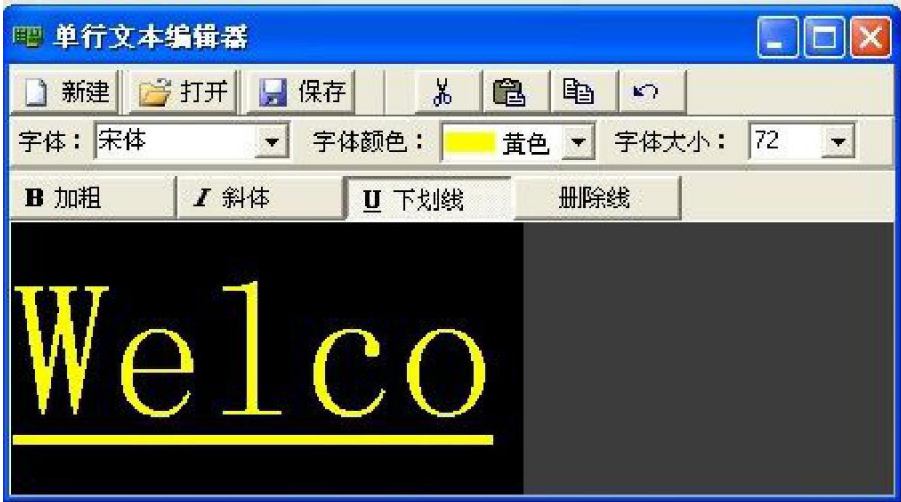 单行文本编辑器
新建 打开 保存
字体： 宋体 字体颜色： 黄色 字体大小： 72
B 加粗 I 斜体 U 下划线 删除线
Welco